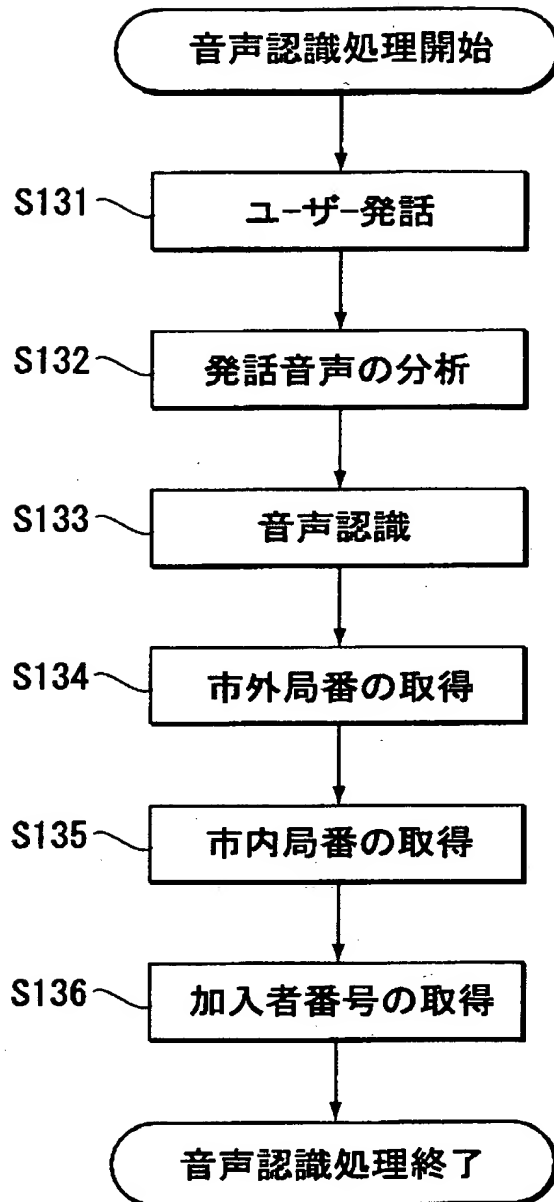 音声認識処理開始
S131 ユーザー発話
S132 発話音声の分析
S133 音声認識
S134 市外局番の取得
S135 市内局番の取得
S136 加入者番号の取得
音声認識処理終了